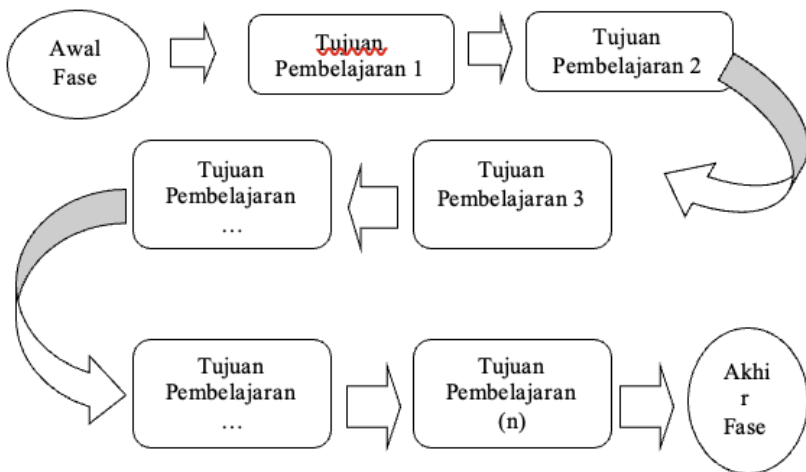 Awal
Fase
Tujuan
Pembelajaran 1
Tujuan
Pembelajaran 2
Tujuan
Pembelajaran 3
Tujuan
Pembelajaran
...
Tujuan
Pembelajaran
...
Tujuan
Pembelajaran
(n)
Akhi
r
Fase